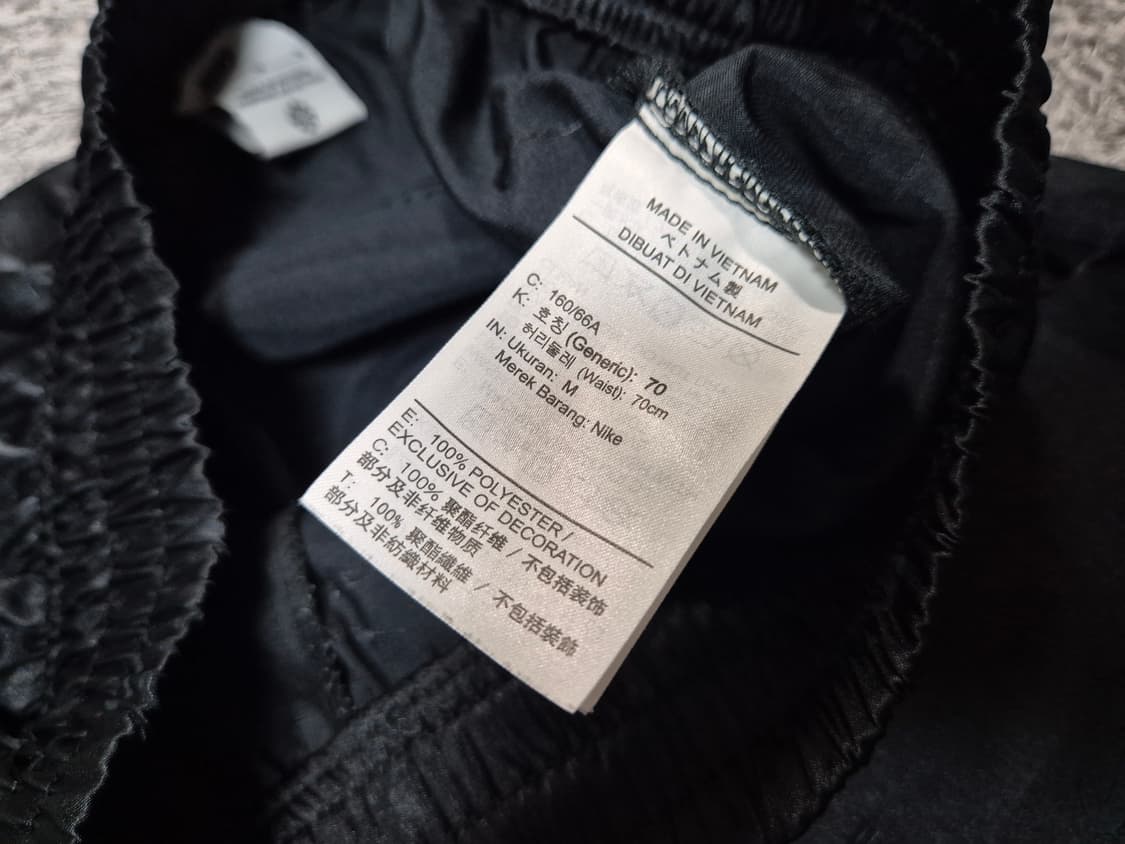 MADE IN VIETNAM
ベトナム製
DIBUAT DI VIETNAM
C: 160/66A
K: 호칭 (Generic): 70
허리둘레 (Waist): 70cm
IN: Ukuran: M
Merek Barang: Nike
E: 100% POLYESTER /
EXCLUSIVE OF DECORATION
C: 100% 聚酯纤维 / 不包括装饰
部分及非纤维物质
T: 100% 聚酯纖維 / 不包括裝飾
部分及非紡織材料